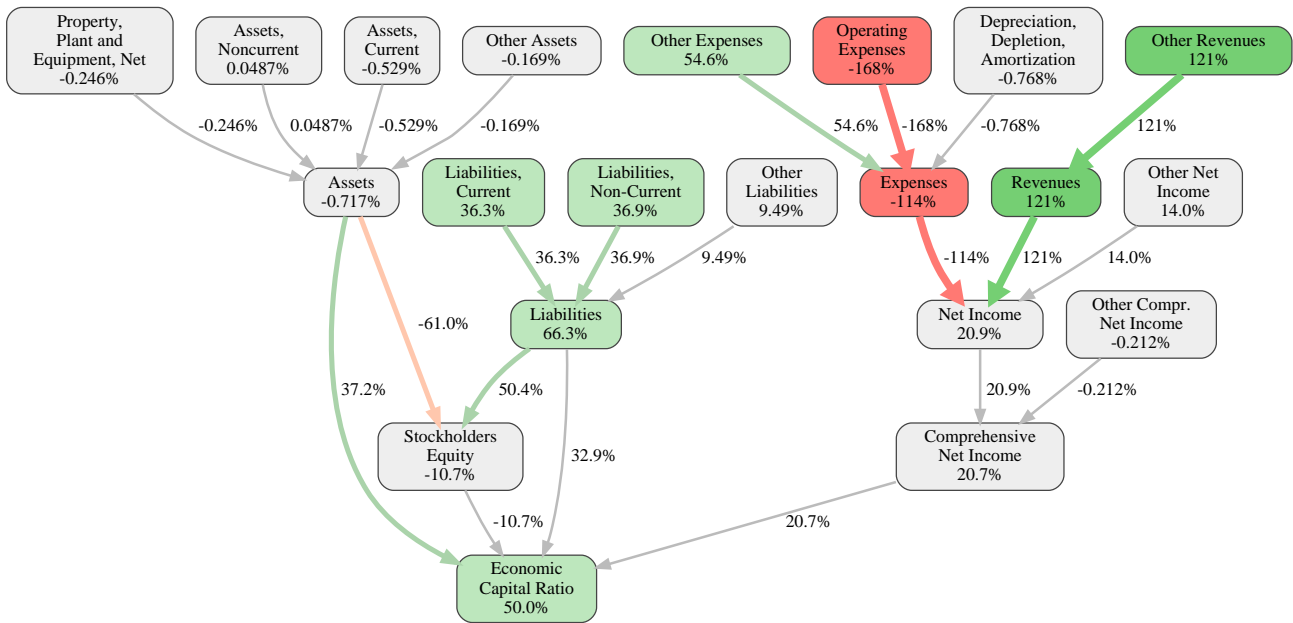 Property,
Plant and
Equipment, Net
-0.246%
Assets,
Noncurrent
0.0487%
Assets,
Current
-0.529%
Other Assets
-0.169%
Other Expenses
54.6%
Operating
Expenses
-168%
Depreciation,
Depletion,
Amortization
-0.768%
Other Revenues
121%
-0.246%
0.0487%
-0.529%
-0.169%
54.6%
-168%
-0.768%
121%
Assets
-0.717%
Liabilities,
Current
36.3%
Liabilities,
Non-Current
36.9%
Other
Liabilities
9.49%
Expenses
-114%
Revenues
121%
Other Net
Income
14.0%
36.3%
36.9%
9.49%
-114%
121%
14.0%
-61.0%
Liabilities
66.3%
Net Income
20.9%
Other Compr.
Net Income
-0.212%
37.2%
50.4%
20.9%
-0.212%
Stockholders
Equity
-10.7%
32.9%
Comprehensive
Net Income
20.7%
-10.7%
20.7%
Economic
Capital Ratio
50.0%